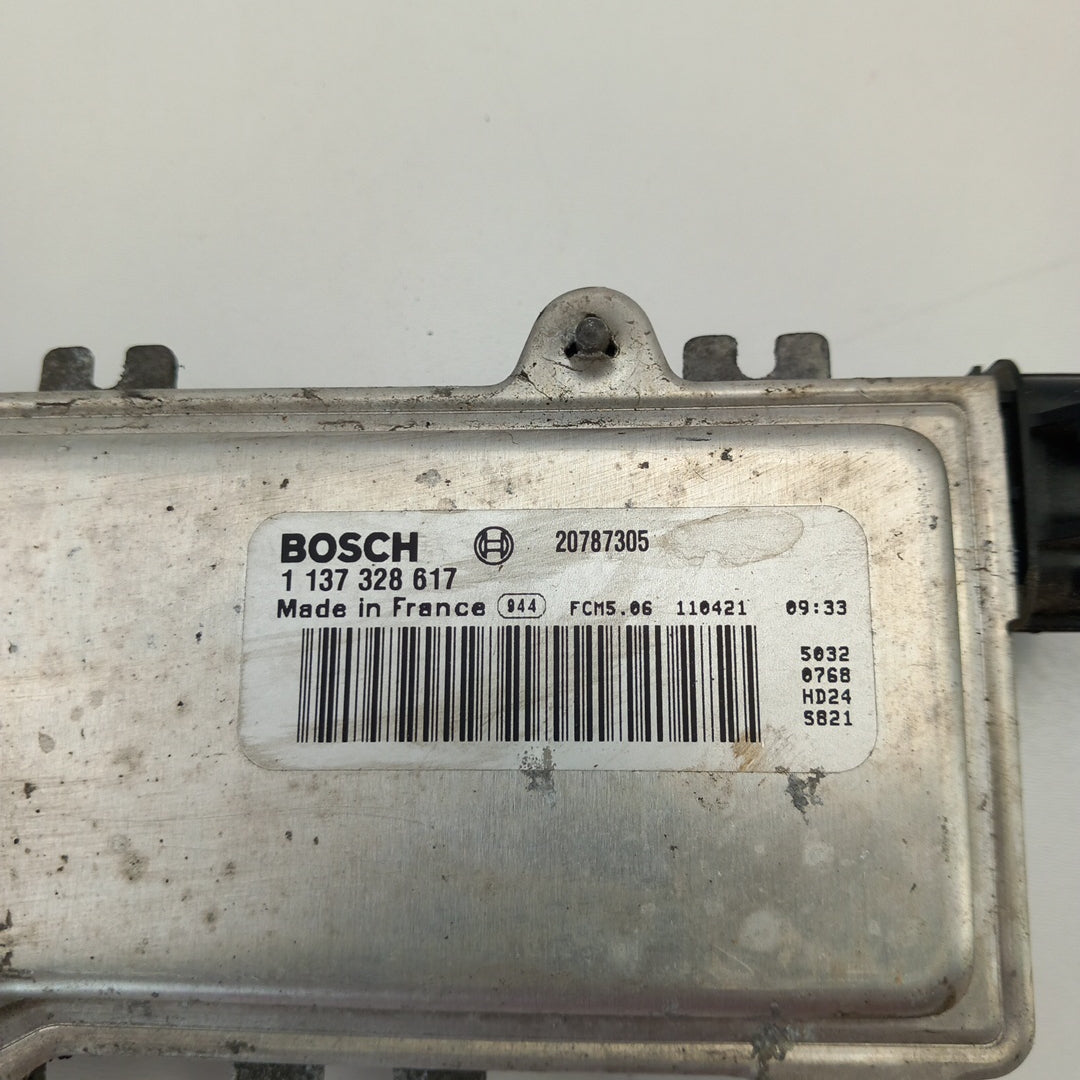 BOSCH 20787305
1 137 328 617
Made in France 944 FCM5.06 110421 09:33
5032
0768
HD24
S821